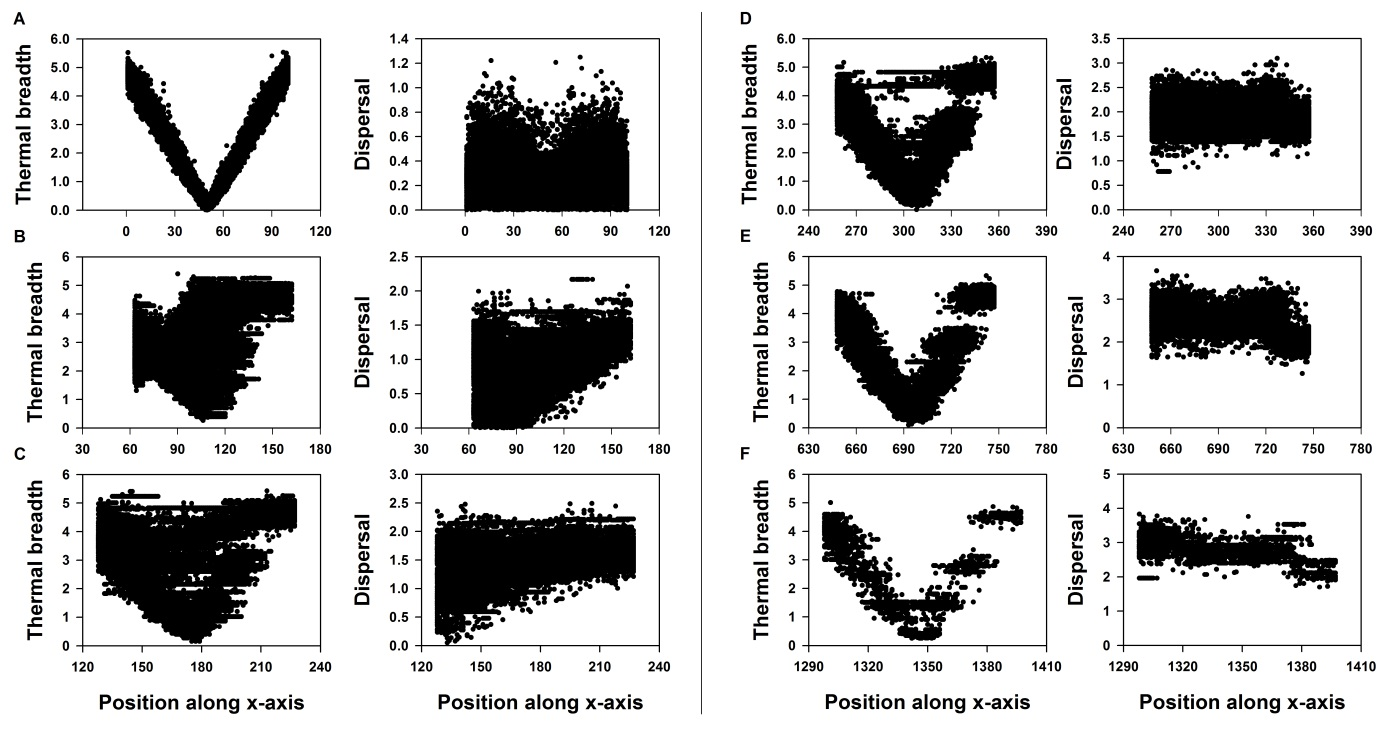 A
Thermal breadth
6.0
5.0
4.0
3.0
2.0
1.0
0.0
0 30 60 90 120
Dispersal
1.4
1.2
1.0
0.8
0.6
0.4
0.2
0.0
0 30 60 90 120
B
Thermal breadth
6
5
4
3
2
1
0
30 60 90 120 150 180
Dispersal
2.5
2.0
1.5
1.0
0.5
0.0
30 60 90 120 150 180
C
Thermal breadth
6
5
4
3
2
1
0
120 150 180 210 240
Position along x-axis
Dispersal
3.0
2.5
2.0
1.5
1.0
0.5
0.0
120 150 180 210 240
Position along x-axis
D
Thermal breadth
6.0
5.0
4.0
3.0
2.0
1.0
0.0
240 270 300 330 360 390
Dispersal
3.5
3.0
2.5
2.0
1.5
1.0
0.5
0.0
240 270 300 330 360 390
E
Thermal breadth
6
5
4
3
2
1
0
630 660 690 720 750 780
Dispersal
4
3
2
1
0
630 660 690 720 750 780
F
Thermal breadth
6
5
4
3
2
1
0
1290 1320 1350 1380 1410
Position along x-axis
Dispersal
5
4
3
2
1
0
1290 1320 1350 1380 1410
Position along x-axis